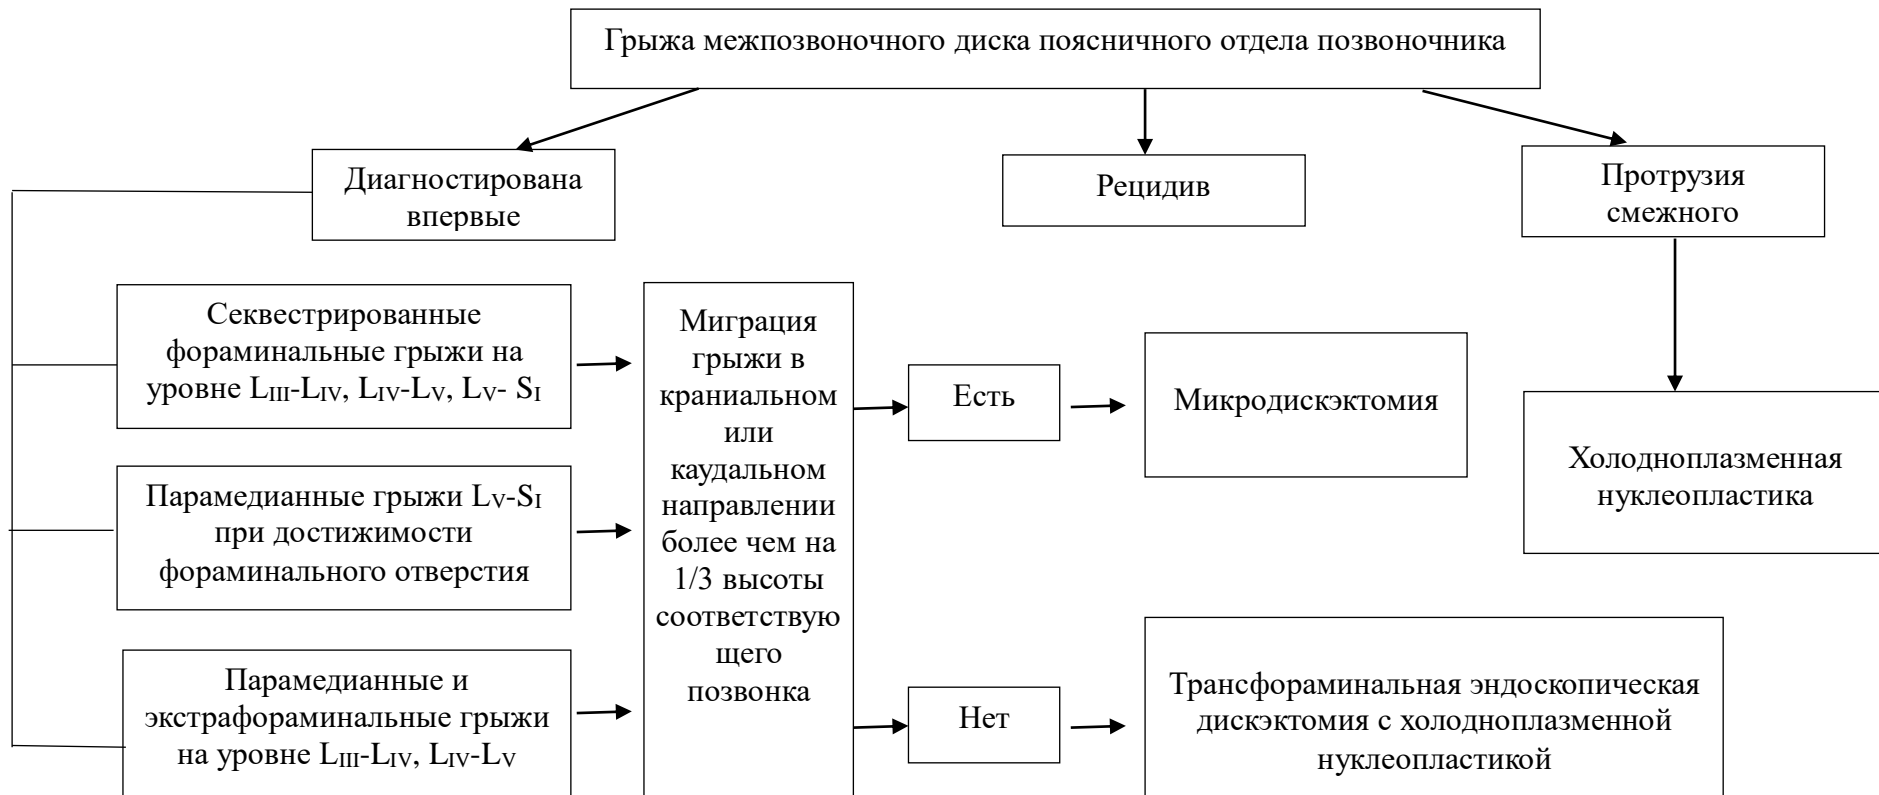 Грыжа межпозвоночного диска поясничного отдела позвоночника
Диагностирована
впервые
Рецидив
Протрузия
смежного
Секвестрированные
фораминальные грыжи на
уровне LIII-LIV, LIV-LV, LV- SI
Парамедианные грыжи LV-SI
при достижимости
фораминального отверстия
Парамедианные и
экстрафораминальные грыжи
на уровне LIII-LIV, LIV-LV
Миграция
грыжи в
краниальном
или
каудальном
направлении
более чем на
1/3 высоты
соответствую
щего
позвонка
Есть
Микродискэктомия
Нет
Трансфораминальная эндоскопическая
дискэктомия с холодноплазменной
нуклеопластикой
Холодноплазменная
нуклеопластика